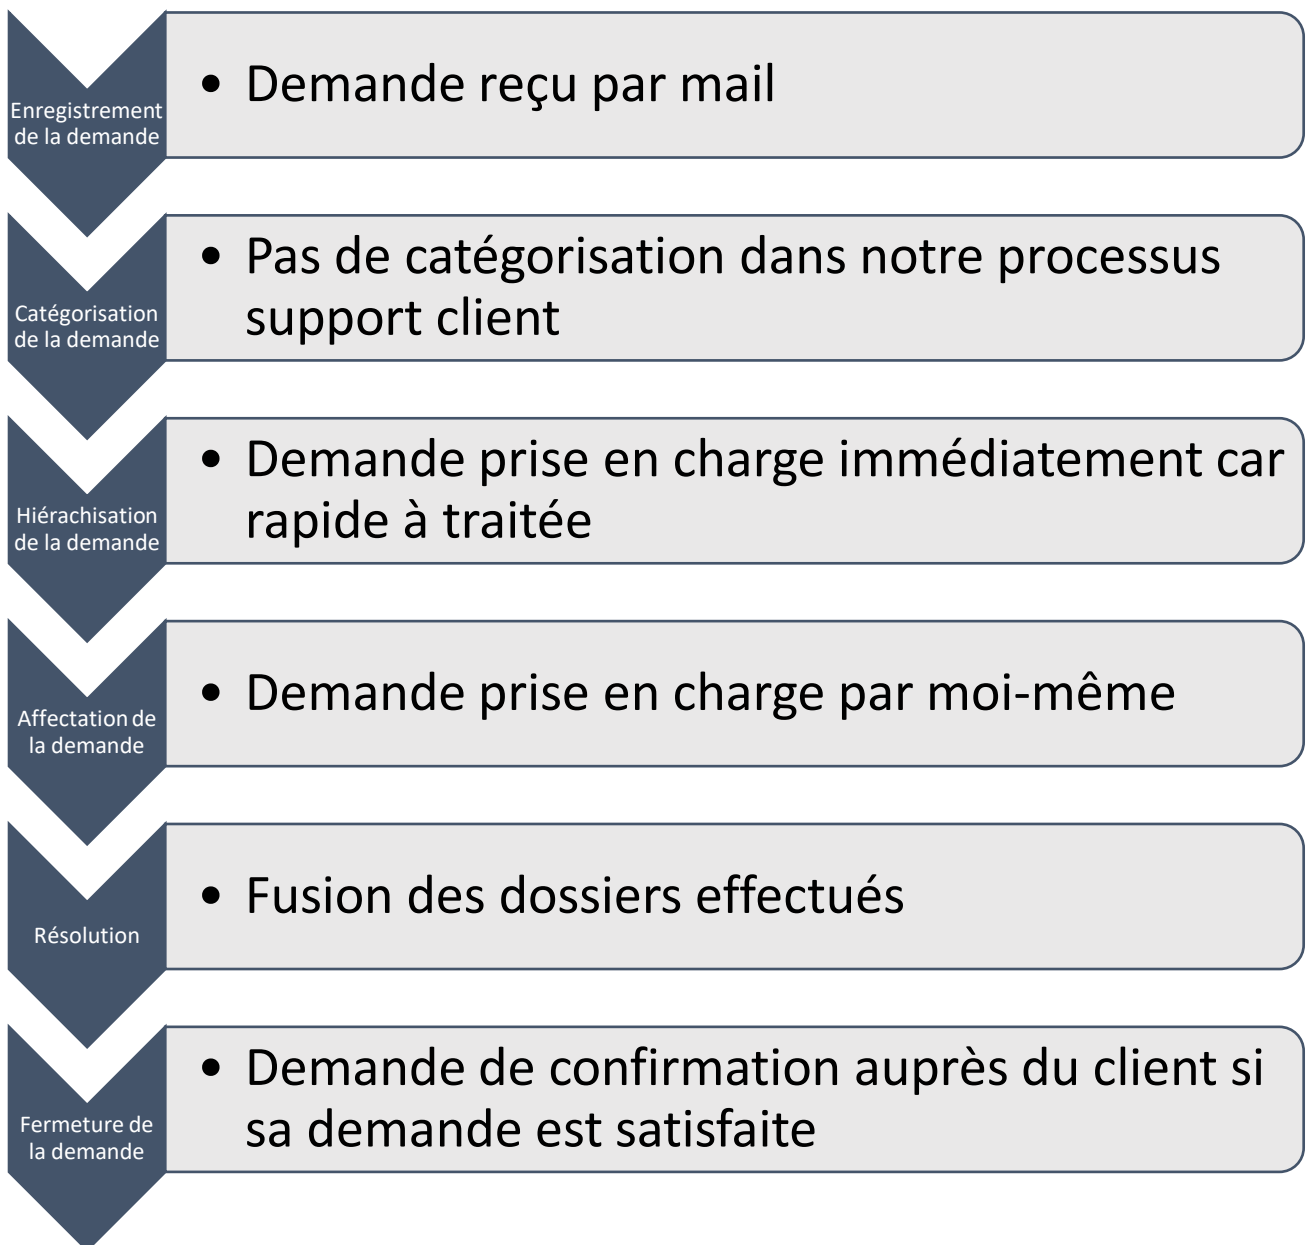 Enregistrement
de la demande
• Demande reçu par mail
Catégorisation
de la demande
• Pas de catégorisation dans notre processus
support client
Hiérachisation
de la demande
• Demande prise en charge immédiatement car
rapide à traitée
Affectation de
la demande
• Demande prise en charge par moi-même
Résolution
• Fusion des dossiers effectués
Fermeture de
la demande
• Demande de confirmation auprès du client si
sa demande est satisfaite